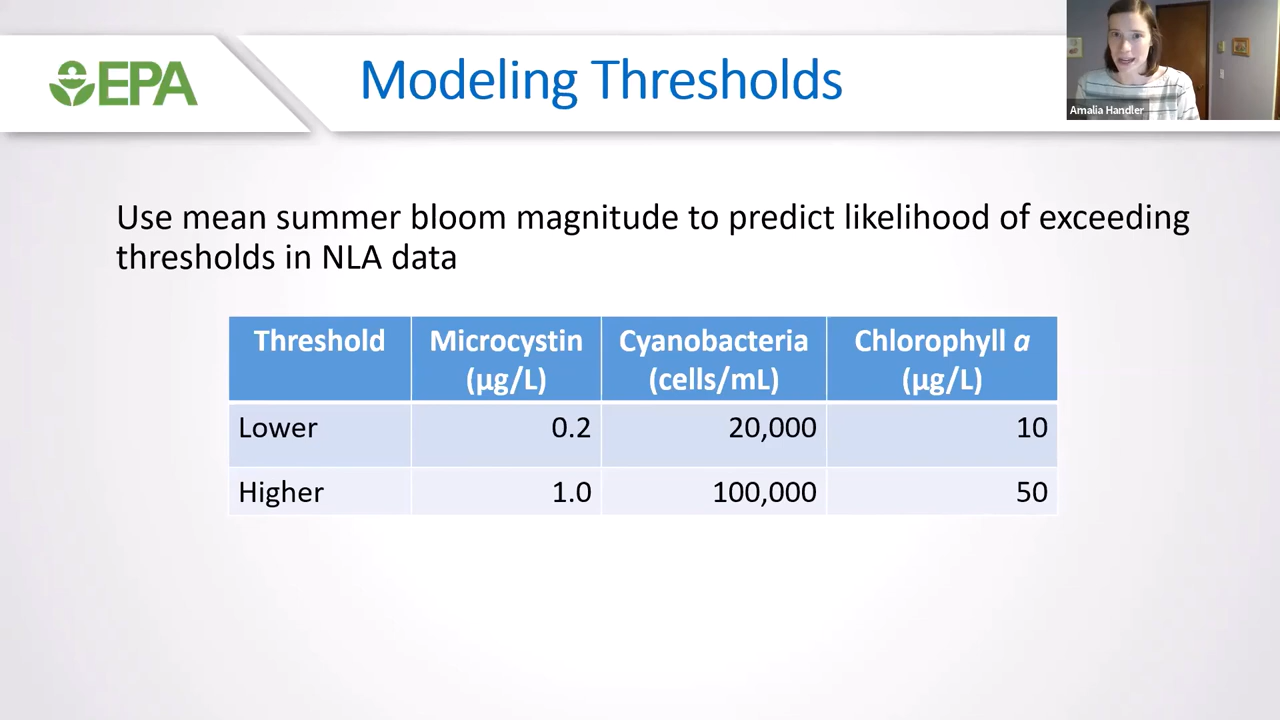 EPA
Modeling Thresholds
Amalia Handler
Use mean summer bloom magnitude to predict likelihood of exceeding
thresholds in NLA data
Threshold Microcystin Cyanobacteria Chlorophyll a
(µg/L) (cells/mL) (µg/L)
Lower 0.2 20,000 10
Higher 1.0 100,000 50